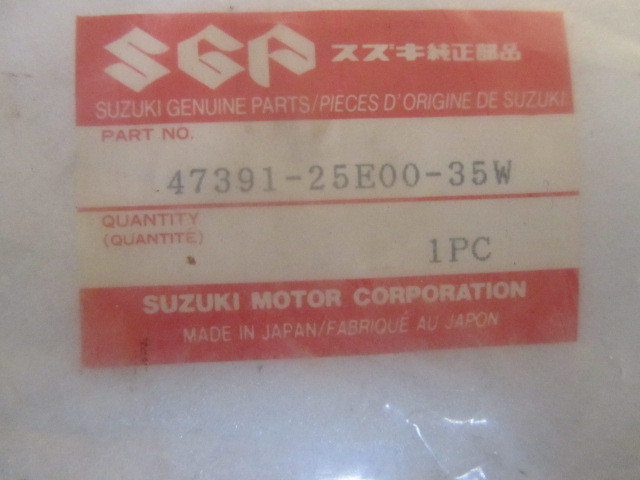 SGP スズキ純正部品
SUZUKI GENUINE PARTS/PIECES D'ORIGINE DE SUZUKI
PART NO.
47391-25E00-35W
QUANTITY
(QUANTITÉ)
1PC
SUZUKI MOTOR CORPORATION
MADE IN JAPAN/FABRIQUÉ AU JAPON